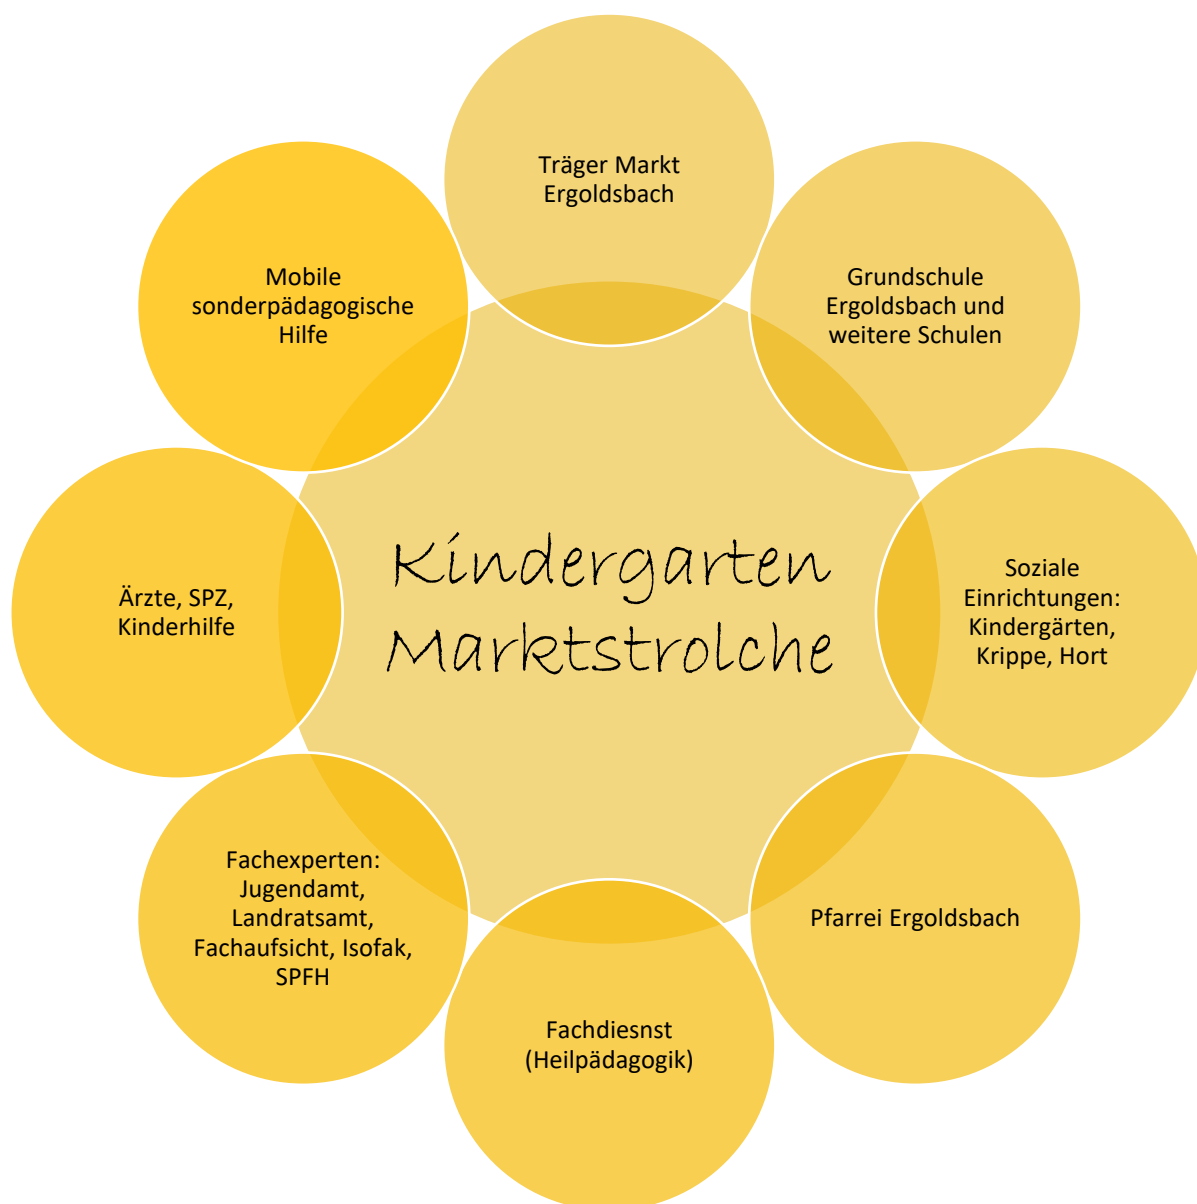 Träger Markt
Ergoldsbach
Grundschule
Ergoldsbach und
weitere Schulen
Soziale
Einrichtungen:
Kindergärten,
Krippe, Hort
Pfarrei Ergoldsbach
Fachdiesnst
(Heilpädagogik)
Fachexperten:
Jugendamt,
Landratsamt,
Fachaufsicht, Isofak,
SPFH
Ärzte, SPZ,
Kinderhilfe
Mobile
sonderpädagogische
Hilfe
Kindergarten
Marktstrolche